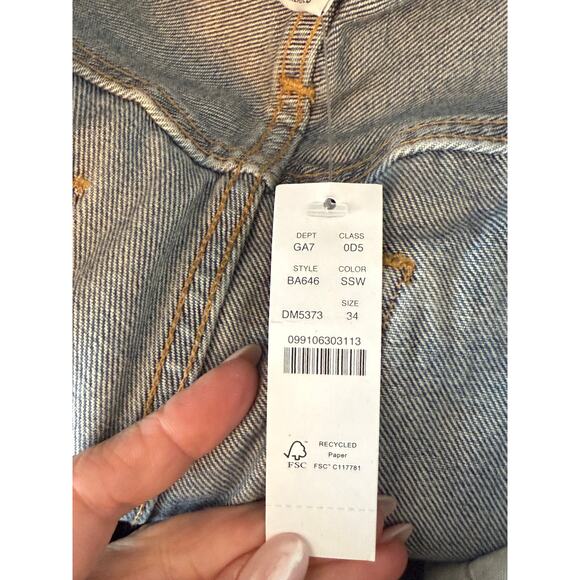 DEPT CLASS
GA7 0D5
STYLE COLOR
BA646 SSW
SIZE
DM5373 34
099106303113
RECYCLED
Paper
FSC® C117781
FSC